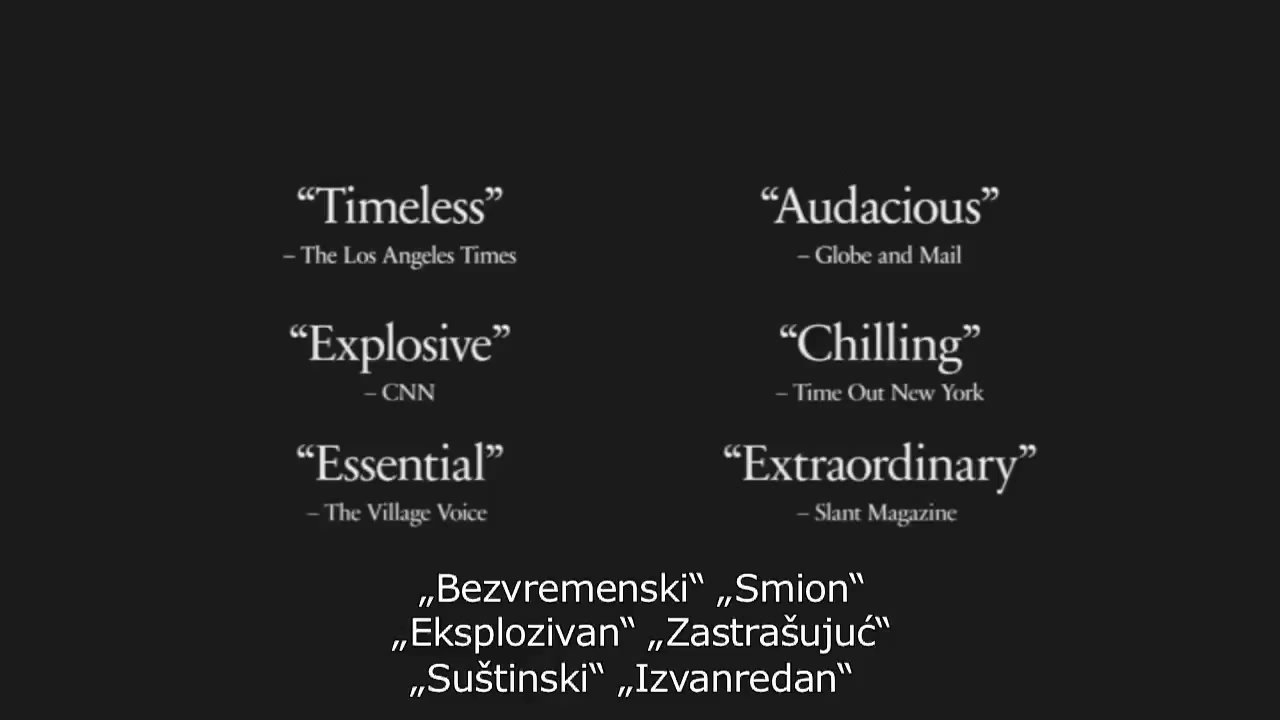 “Timeless”
– The Los Angeles Times
“Audacious”
– Globe and Mail
“Explosive”
– CNN
“Chilling”
– Time Out New York
“Essential”
– The Village Voice
“Extraordinary”
– Slant Magazine
„Bezvremenski“ „Smion“
„Eksplozivan“ „Zastrašujuć“
„Suštinski“ „Izvanredan“